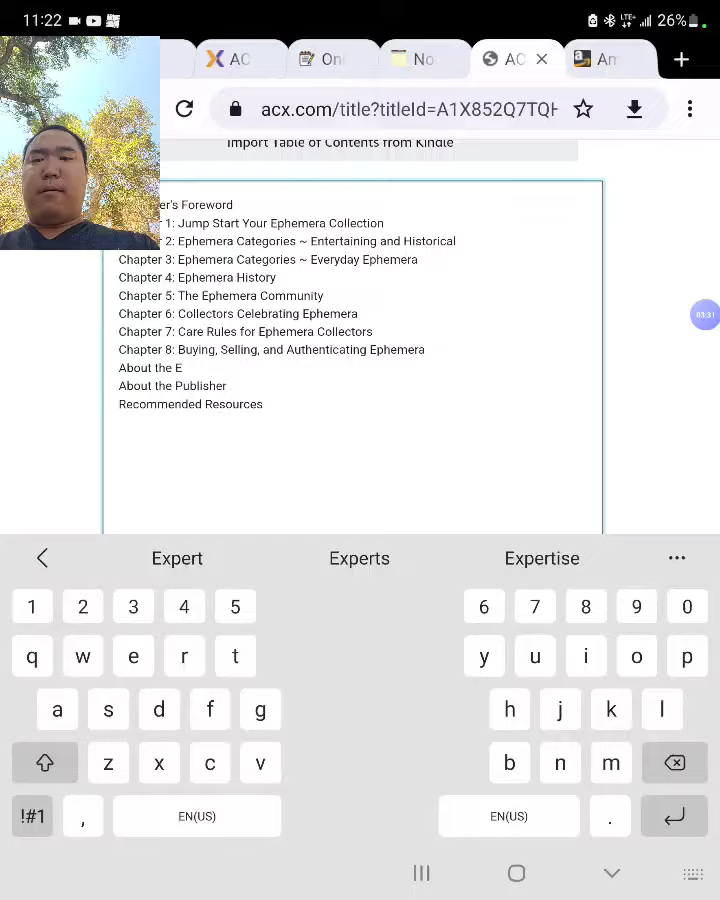 11:22
LTE+
26%
AC
On
No
AC
Am
acx.com/title?titleId=A1X852Q7TQH
Import Table of Contents from Kindle
er's Foreword
r 1: Jump Start Your Ephemera Collection
r 2: Ephemera Categories ~ Entertaining and Historical
Chapter 3: Ephemera Categories ~ Everyday Ephemera
Chapter 4: Ephemera History
Chapter 5: The Ephemera Community
Chapter 6: Collectors Celebrating Ephemera
Chapter 7: Care Rules for Ephemera Collectors
Chapter 8: Buying, Selling, and Authenticating Ephemera
About the E
About the Publisher
Recommended Resources
03:31
Expert Experts Expertise
1 2 3 4 5 6 7 8 9 0
q w e r t y u i o p
a s d f g h j k l
z x c v b n m
!#1 , EN(US) EN(US) .